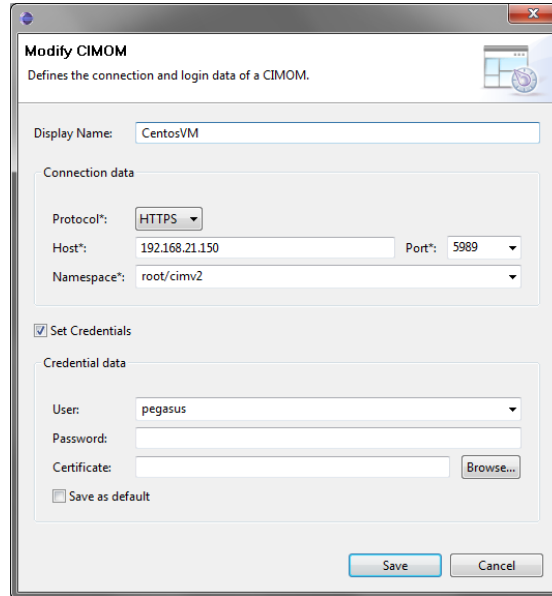 Modify CIMOM
Defines the connection and login data of a CIMOM.
Display Name: CentosVM
Connection data
Protocol*: HTTPS
Host*: 192.168.21.150 Port*: 5989
Namespace*: root/cimv2
Set Credentials
Credential data
User: pegasus
Password:
Certificate: Browse...
Save as default
Save Cancel